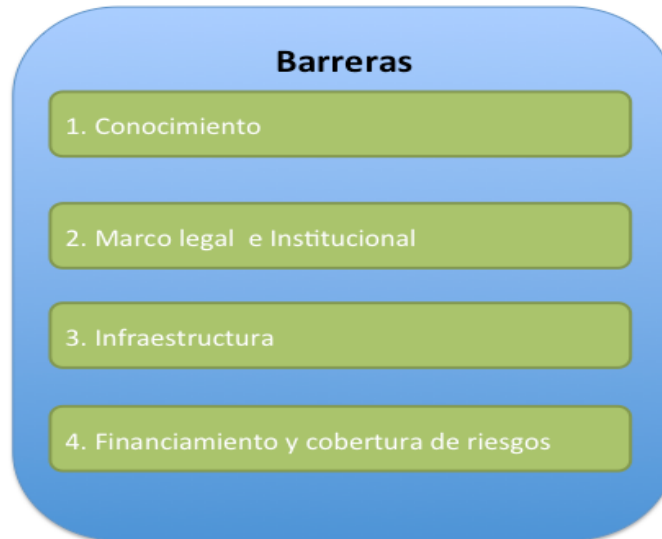 Barreras
1. Conocimiento
2. Marco legal e Institucional
3. Infraestructura
4. Financiamiento y cobertura de riesgos